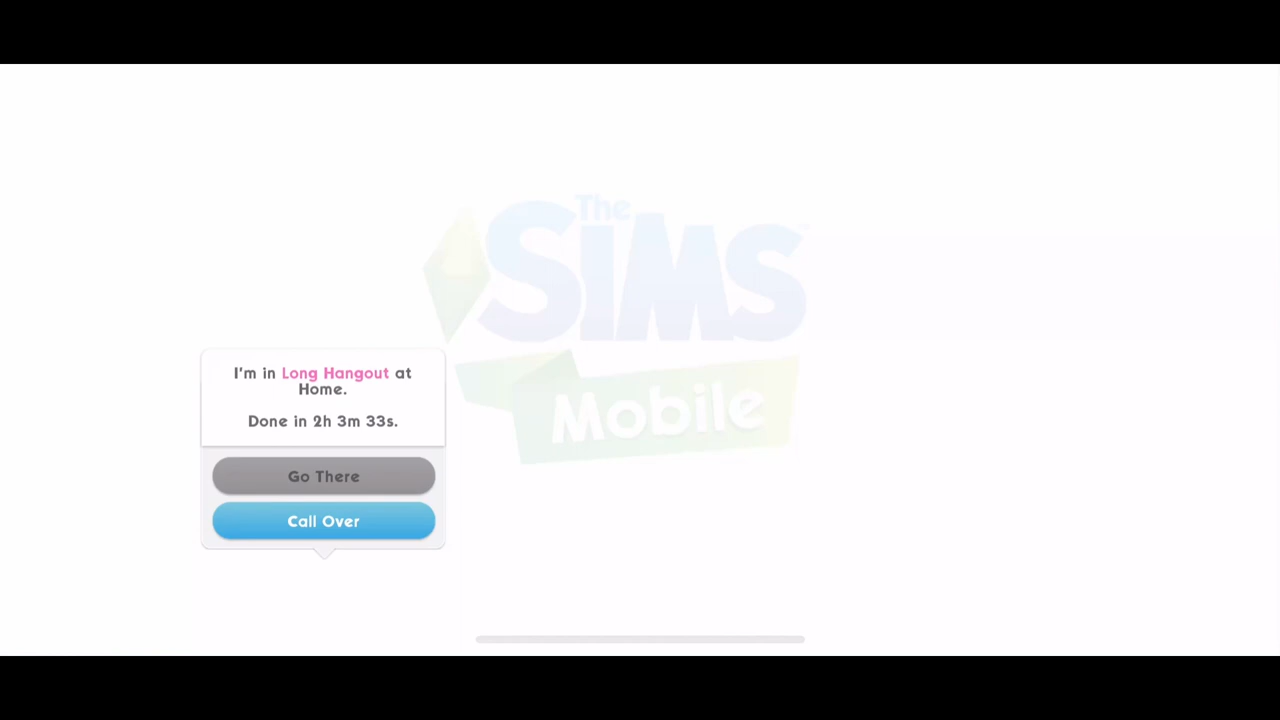 The
SIMS
Mobile
I'm in Long Hangout at
Home.
Done in 2h 3m 33s.
Go There
Call Over